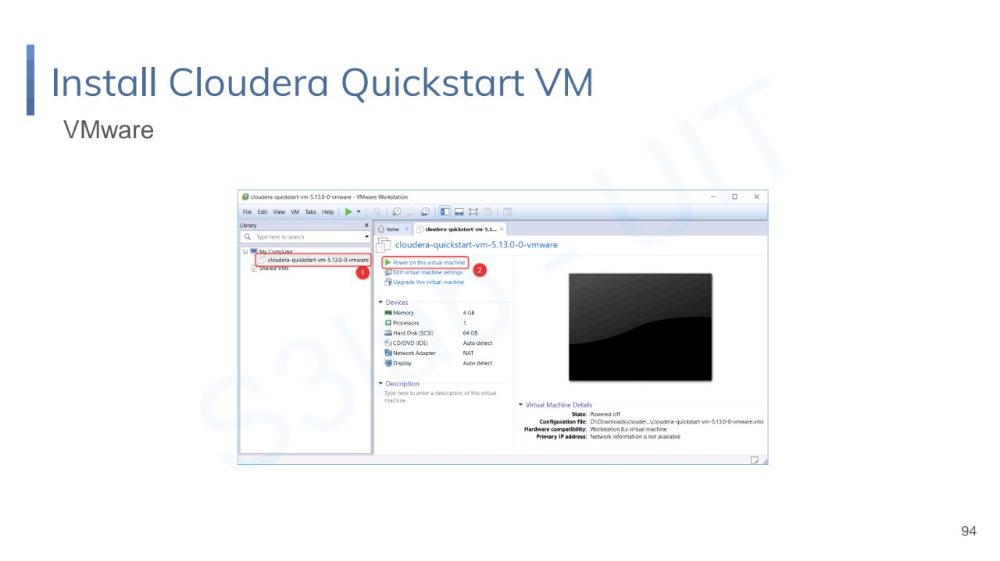 Install Cloudera Quickstart VM
VMware
cloudera-quickstart-vm-5.13.0-0-vmware - VMware Workstation
File Edit View VM Tabs Help
Library
Type here to search
My Computer
cloudera-quickstart-vm-5.13.0-0-vmware
1
Shared VMs
Home
cloudera-quickstart-vm-5.1...
cloudera-quickstart-vm-5.13.0-0-vmware
Power on this virtual machine
2
Edit virtual machine settings
Upgrade this virtual machine
Devices
Memory 4 GB
Processors 1
Hard Disk (SCSI) 64 GB
CD/DVD (IDE) Auto detect
Network Adapter NAT
Display Auto detect
Description
Type here to enter a description of this virtual
machine.
Virtual Machine Details
State: Powered off
Configuration file: D:\Downloads\clouder...\cloudera-quickstart-vm-5.13.0-0-vmware.vmx
Hardware compatibility: Workstation 8.x virtual machine
Primary IP address: Network information is not available
S3lab - UIT
94